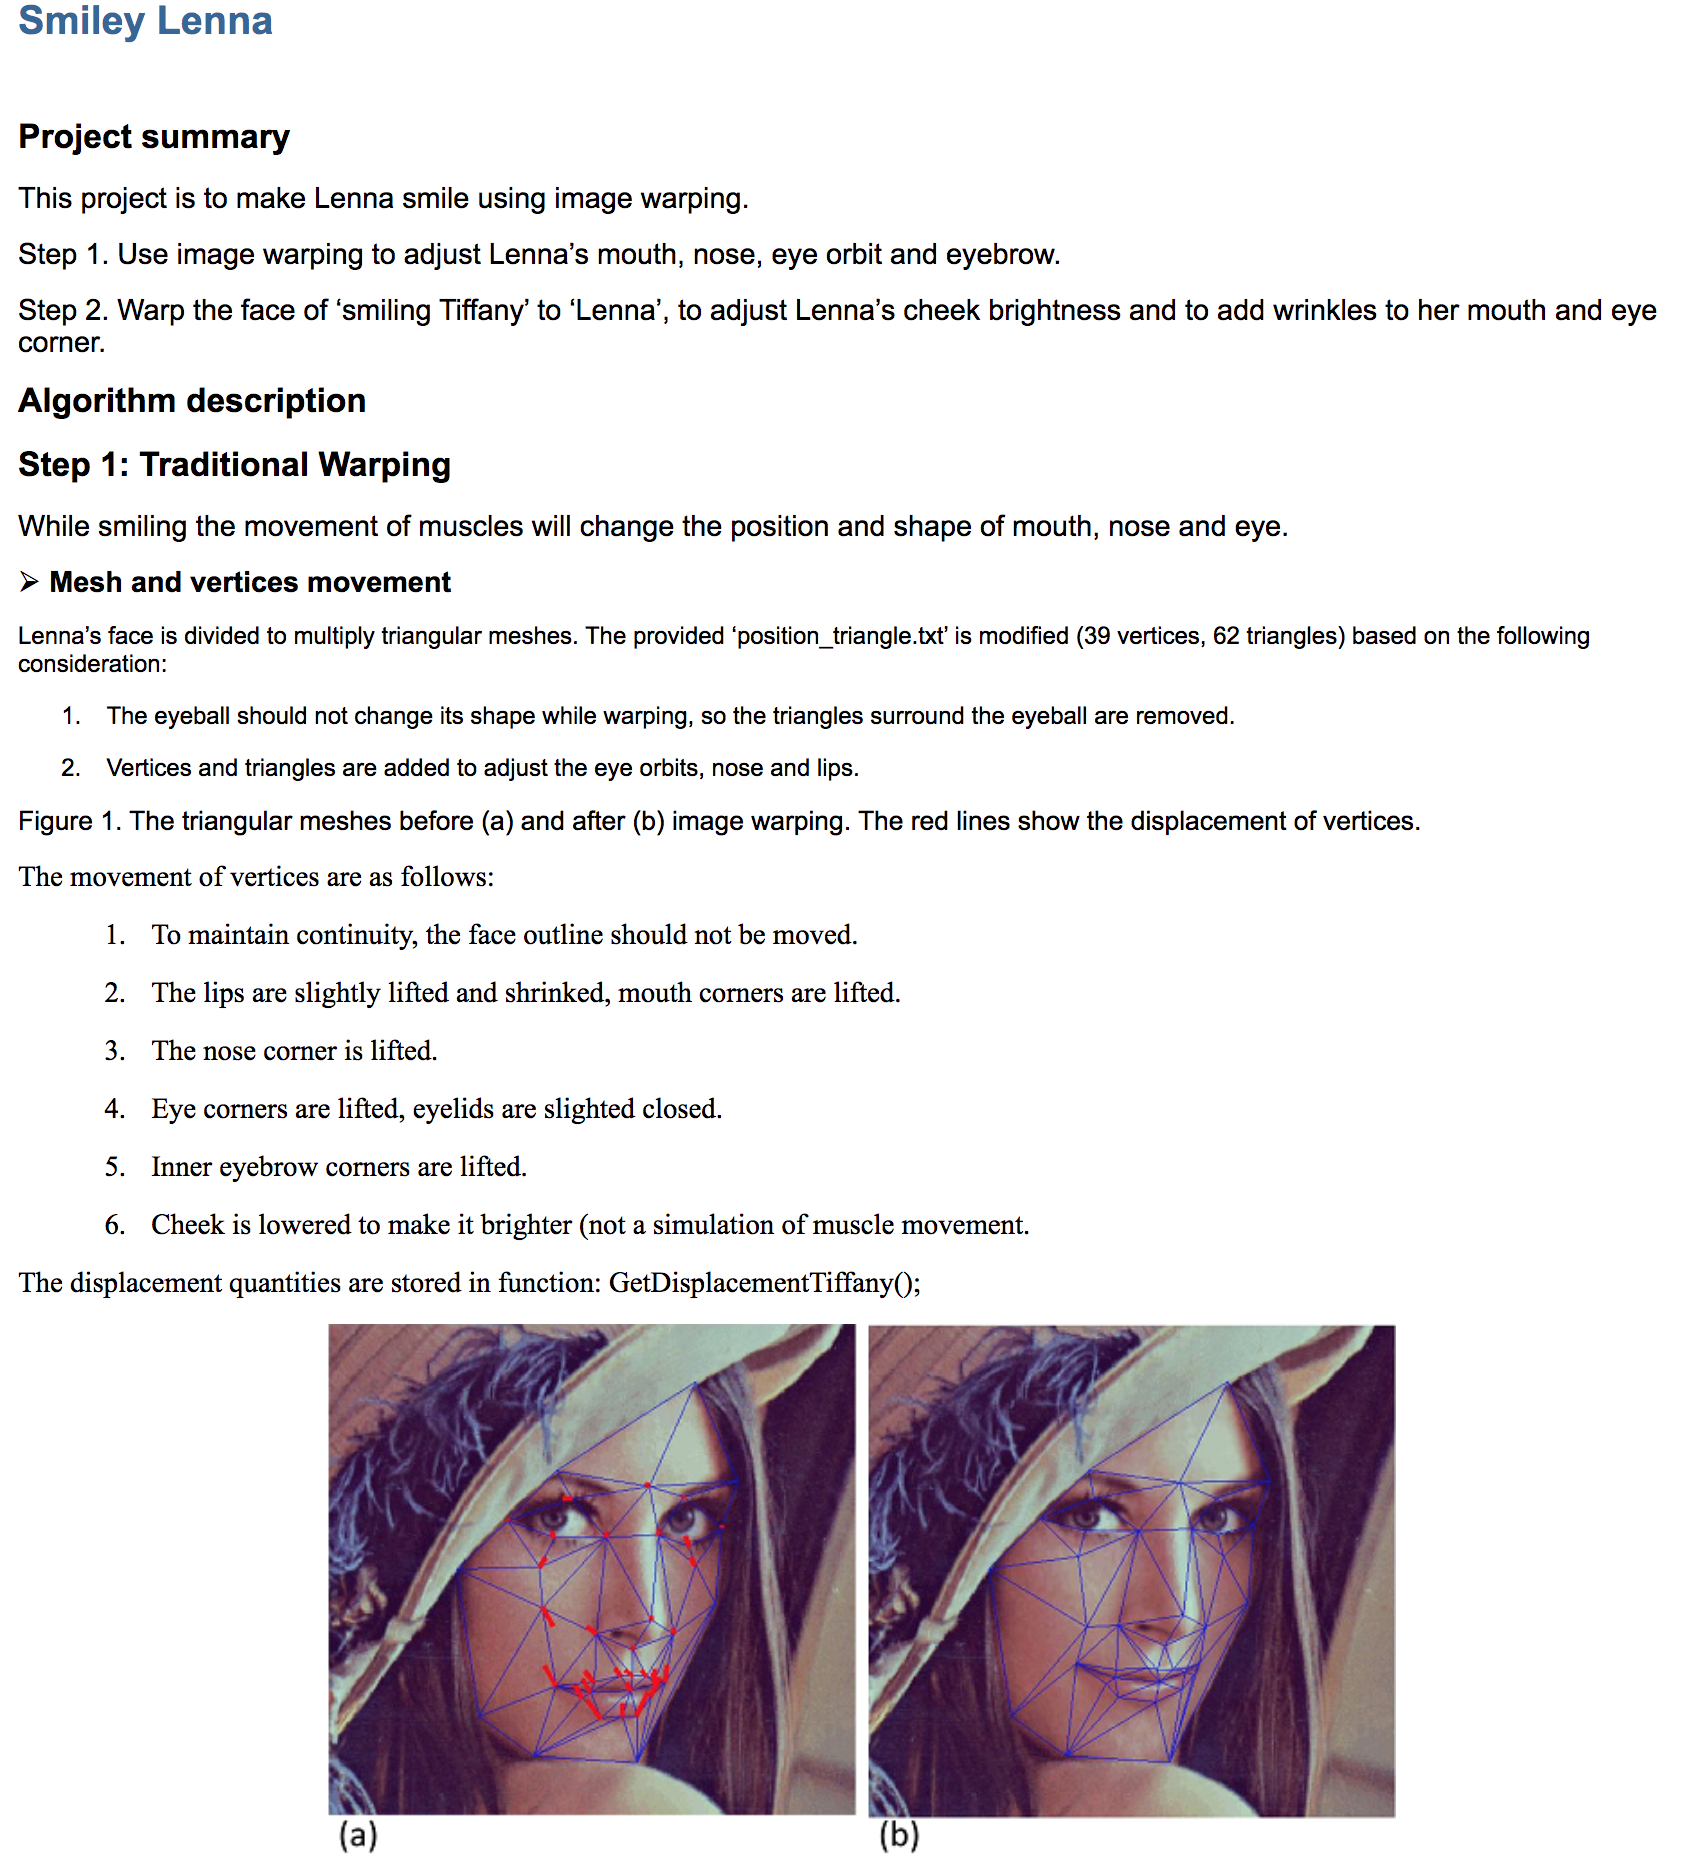 Smiley Lenna
Project summary
This project is to make Lenna smile using image warping.
Step 1. Use image warping to adjust Lenna’s mouth, nose, eye orbit and eyebrow.
Step 2. Warp the face of ‘smiling Tiffany’ to ‘Lenna’, to adjust Lenna’s cheek brightness and to add wrinkles to her mouth and eye
corner.
Algorithm description
Step 1: Traditional Warping
While smiling the movement of muscles will change the position and shape of mouth, nose and eye.
➢ Mesh and vertices movement
Lenna’s face is divided to multiply triangular meshes. The provided ‘position_triangle.txt’ is modified (39 vertices, 62 triangles) based on the following
consideration:
1. The eyeball should not change its shape while warping, so the triangles surround the eyeball are removed.
2. Vertices and triangles are added to adjust the eye orbits, nose and lips.
Figure 1. The triangular meshes before (a) and after (b) image warping. The red lines show the displacement of vertices.
The movement of vertices are as follows:
1. To maintain continuity, the face outline should not be moved.
2. The lips are slightly lifted and shrinked, mouth corners are lifted.
3. The nose corner is lifted.
4. Eye corners are lifted, eyelids are slighted closed.
5. Inner eyebrow corners are lifted.
6. Cheek is lowered to make it brighter (not a simulation of muscle movement.
The displacement quantities are stored in function: GetDisplacementTiffany();
(a)
(b)